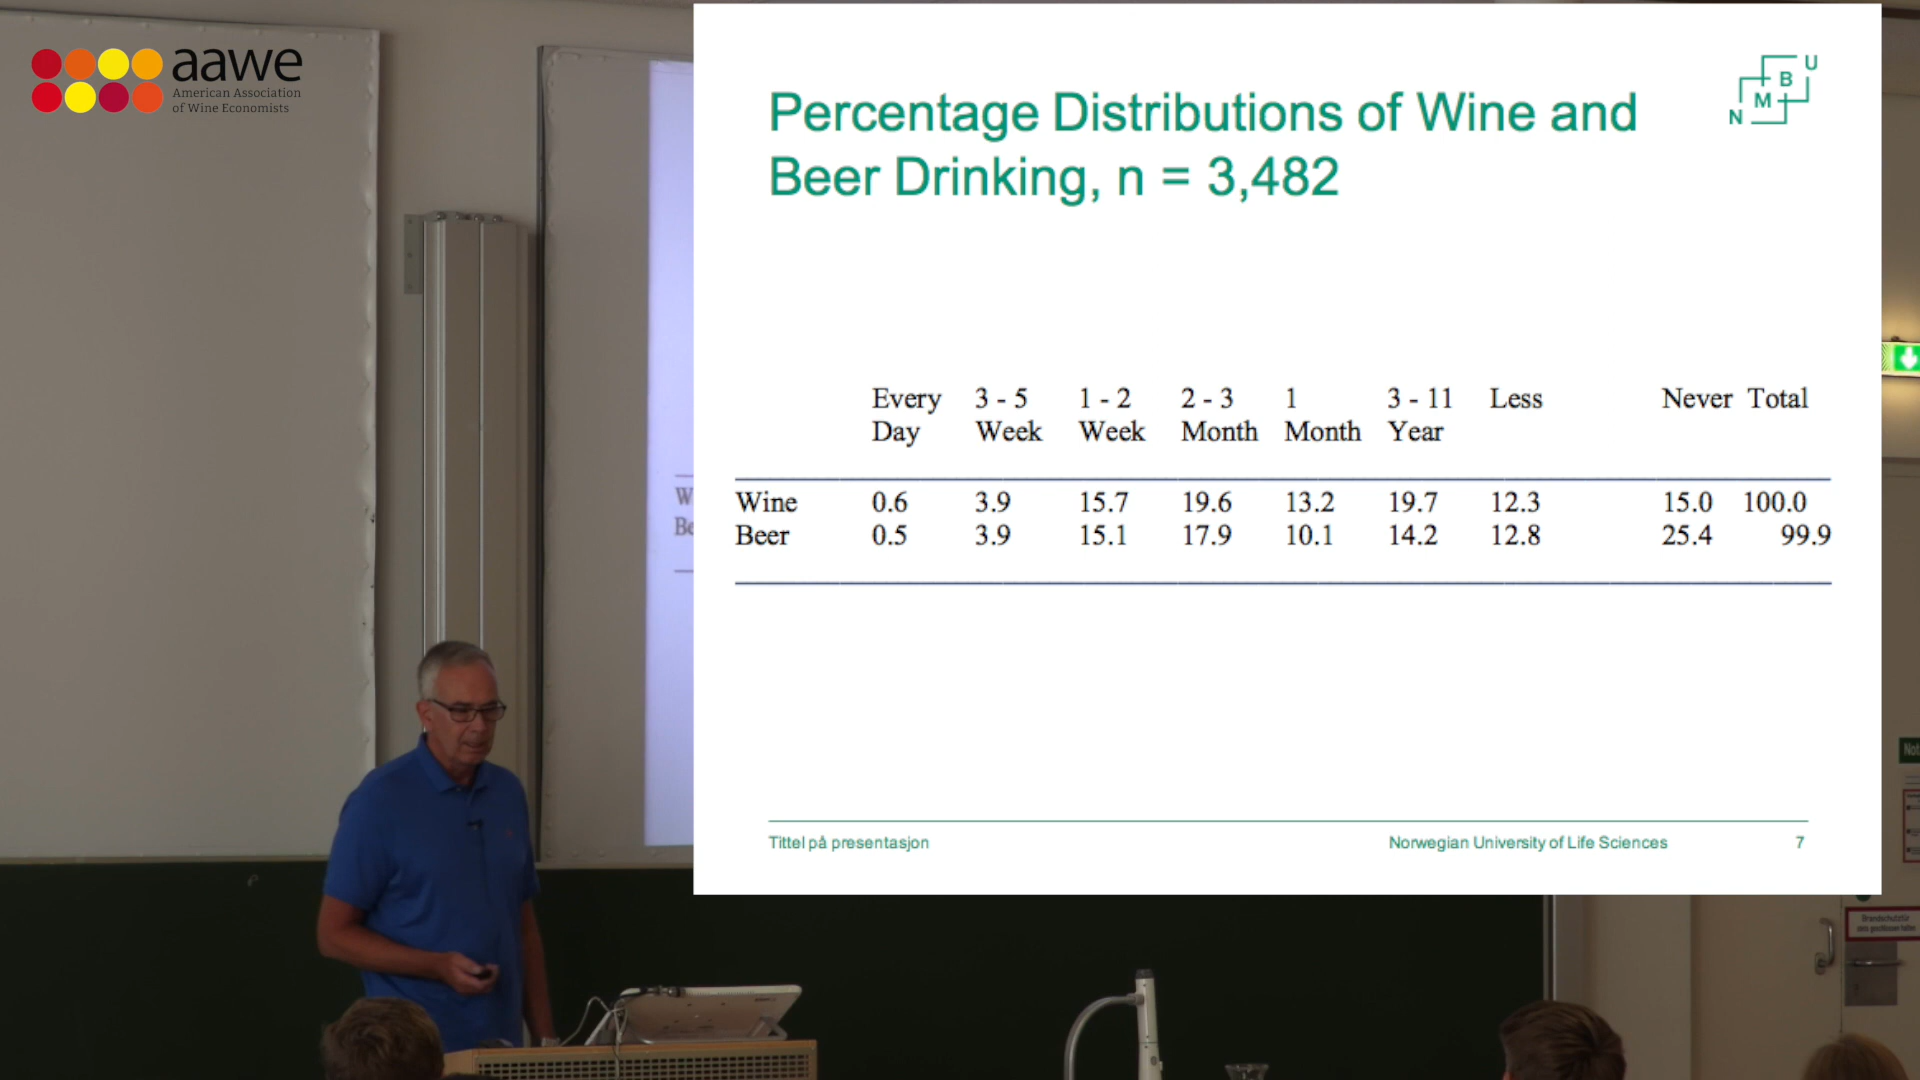 aawe
American Association
of Wine Economists
Percentage Distributions of Wine and
Beer Drinking, n = 3,482
N M B U
Every Day 3 - 5 Week 1 - 2 Week 2 - 3 Month 1 Month 3 - 11 Year Less Never Total
Wine 0.6 3.9 15.7 19.6 13.2 19.7 12.3 15.0 100.0
Beer 0.5 3.9 15.1 17.9 10.1 14.2 12.8 25.4 99.9
Tittel på presentasjon Norwegian University of Life Sciences 7